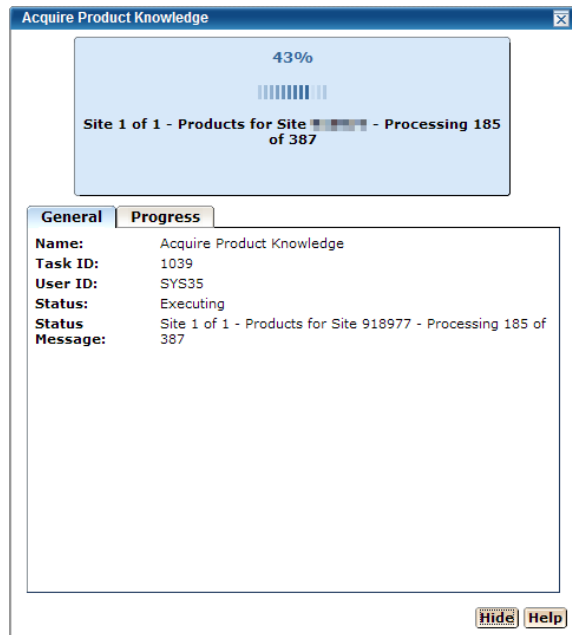 Acquire Product Knowledge
43%
Site 1 of 1 - Products for Site - Processing 185
of 387
General Progress
Name: Acquire Product Knowledge
Task ID: 1039
User ID: SYS35
Status: Executing
Status Site 1 of 1 - Products for Site 918977 - Processing 185 of
Message: 387
Hide Help